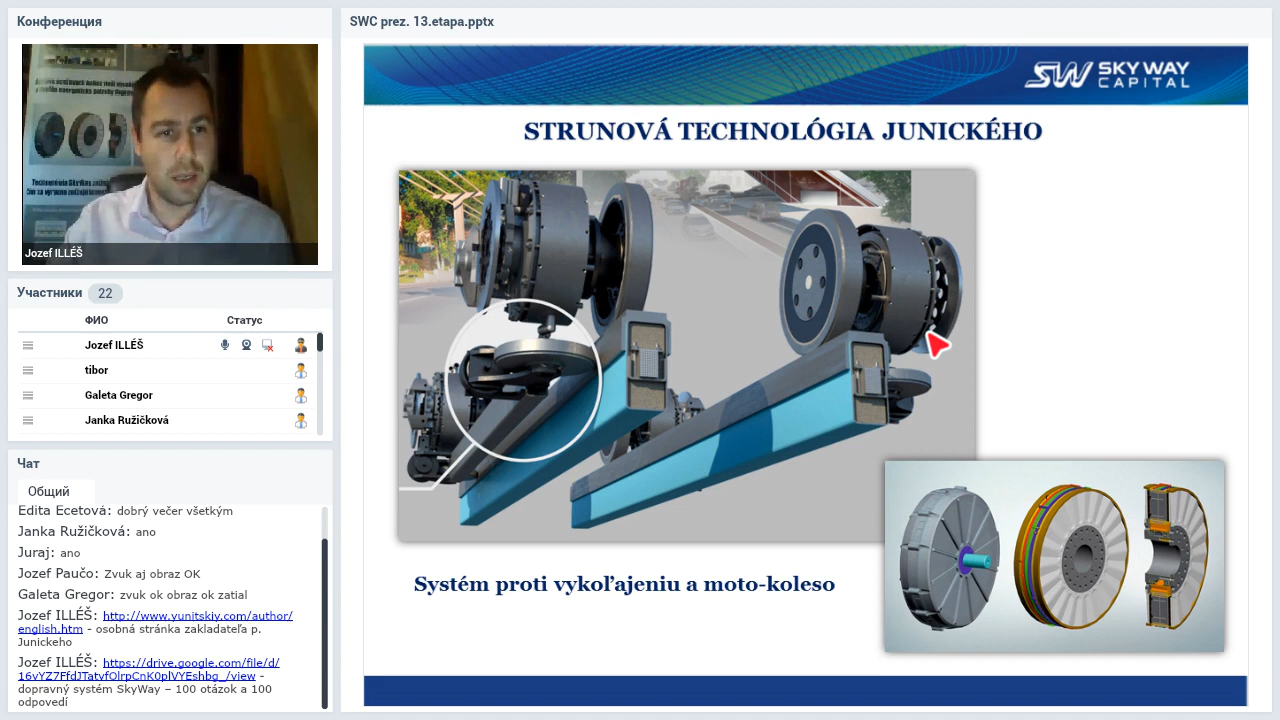 Конференция
Jozef ILLÉŠ
Участники 22
ФИО Статус
Jozef ILLÉŠ
tibor
Galeta Gregor
Janka Ružičková
Чат
Общий
Edita Ecetová: dobrý večer všetkým
Janka Ružičková: ano
Juraj: ano
Jozef Paučo: Zvuk aj obraz OK
Galeta Gregor: zvuk ok obraz ok zatial
Jozef ILLÉŠ: http://www.yunitskiy.com/author/
english.htm - osobná stránka zakladateľa p.
Junickeho
Jozef ILLÉŠ: https://drive.google.com/file/d/
dopravný systém SkyWay – 100 otázok a 100
odpovedí
SWC prez. 13.etapa.pptx
SW SKY WAY
CAPITAL
STRUNOVÁ TECHNOLÓGIA JUNICKÉHO
Systém proti vykoľajeniu a moto-koleso